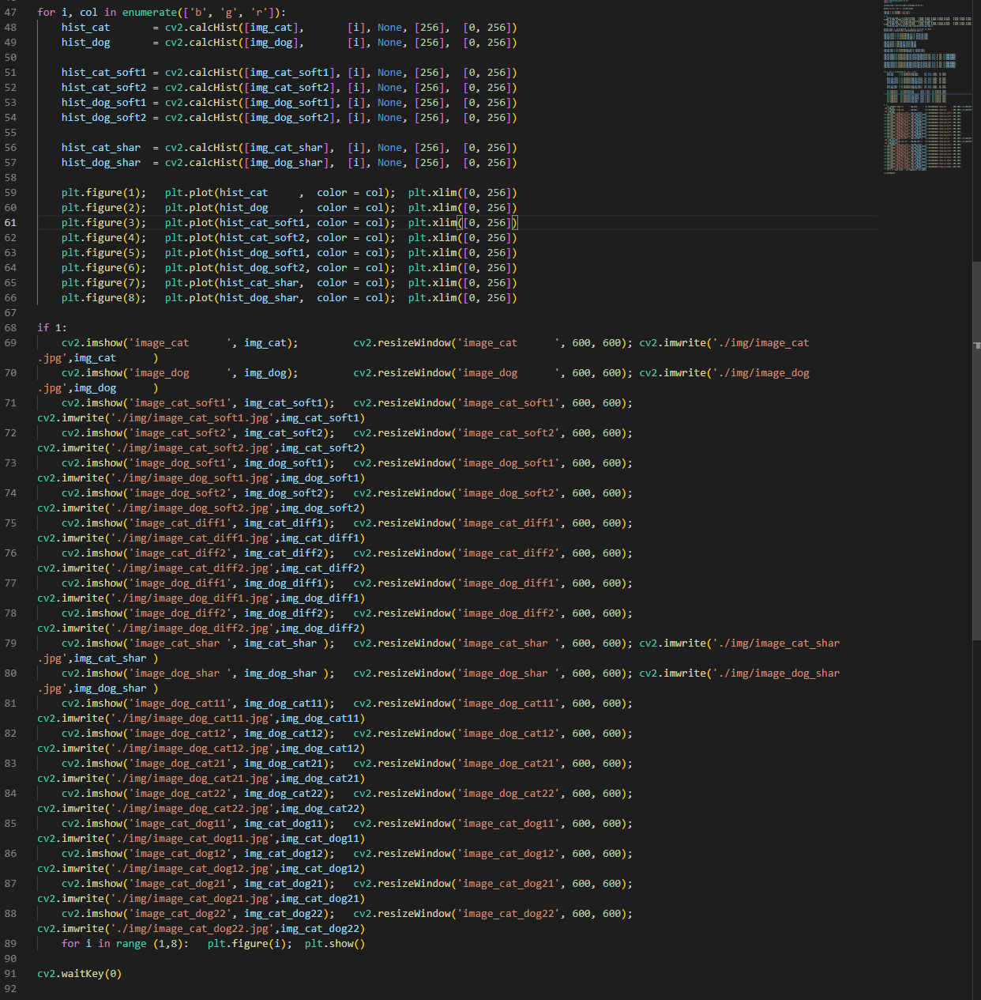 47 for i, col in enumerate(['b', 'g', 'r']):
48     hist_cat       = cv2.calcHist([img_cat],       [i], None, [256],  [0, 256])
49     hist_dog       = cv2.calcHist([img_dog],       [i], None, [256],  [0, 256])
50
51     hist_cat_soft1 = cv2.calcHist([img_cat_soft1], [i], None, [256],  [0, 256])
52     hist_cat_soft2 = cv2.calcHist([img_cat_soft2], [i], None, [256],  [0, 256])
53     hist_dog_soft1 = cv2.calcHist([img_dog_soft1], [i], None, [256],  [0, 256])
54     hist_dog_soft2 = cv2.calcHist([img_dog_soft2], [i], None, [256],  [0, 256])
55
56     hist_cat_shar  = cv2.calcHist([img_cat_shar],  [i], None, [256],  [0, 256])
57     hist_dog_shar  = cv2.calcHist([img_dog_shar],  [i], None, [256],  [0, 256])
58
59     plt.figure(1);   plt.plot(hist_cat     ,  color = col);  plt.xlim([0, 256])
60     plt.figure(2);   plt.plot(hist_dog     ,  color = col);  plt.xlim([0, 256])
61     plt.figure(3);   plt.plot(hist_cat_soft1, color = col);  plt.xlim([0, 256])
62     plt.figure(4);   plt.plot(hist_cat_soft2, color = col);  plt.xlim([0, 256])
63     plt.figure(5);   plt.plot(hist_dog_soft1, color = col);  plt.xlim([0, 256])
64     plt.figure(6);   plt.plot(hist_dog_soft2, color = col);  plt.xlim([0, 256])
65     plt.figure(7);   plt.plot(hist_cat_shar,  color = col);  plt.xlim([0, 256])
66     plt.figure(8);   plt.plot(hist_dog_shar,  color = col);  plt.xlim([0, 256])
67
68 if 1:
69     cv2.imshow('image_cat      ', img_cat);         cv2.resizeWindow('image_cat      ', 600, 600); cv2.imwrite('./img/image_cat
.jpg',img_cat      )
70     cv2.imshow('image_dog      ', img_dog);         cv2.resizeWindow('image_dog      ', 600, 600); cv2.imwrite('./img/image_dog
.jpg',img_dog      )
71     cv2.imshow('image_cat_soft1', img_cat_soft1);   cv2.resizeWindow('image_cat_soft1', 600, 600);
cv2.imwrite('./img/image_cat_soft1.jpg',img_cat_soft1)
72     cv2.imshow('image_cat_soft2', img_cat_soft2);   cv2.resizeWindow('image_cat_soft2', 600, 600);
cv2.imwrite('./img/image_cat_soft2.jpg',img_cat_soft2)
73     cv2.imshow('image_dog_soft1', img_dog_soft1);   cv2.resizeWindow('image_dog_soft1', 600, 600);
cv2.imwrite('./img/image_dog_soft1.jpg',img_dog_soft1)
74     cv2.imshow('image_dog_soft2', img_dog_soft2);   cv2.resizeWindow('image_dog_soft2', 600, 600);
cv2.imwrite('./img/image_dog_soft2.jpg',img_dog_soft2)
75     cv2.imshow('image_cat_diff1', img_cat_diff1);   cv2.resizeWindow('image_cat_diff1', 600, 600);
cv2.imwrite('./img/image_cat_diff1.jpg',img_cat_diff1)
76     cv2.imshow('image_cat_diff2', img_cat_diff2);   cv2.resizeWindow('image_cat_diff2', 600, 600);
cv2.imwrite('./img/image_cat_diff2.jpg',img_cat_diff2)
77     cv2.imshow('image_dog_diff1', img_dog_diff1);   cv2.resizeWindow('image_dog_diff1', 600, 600);
cv2.imwrite('./img/image_dog_diff1.jpg',img_dog_diff1)
78     cv2.imshow('image_dog_diff2', img_dog_diff2);   cv2.resizeWindow('image_dog_diff2', 600, 600);
cv2.imwrite('./img/image_dog_diff2.jpg',img_dog_diff2)
79     cv2.imshow('image_cat_shar ', img_cat_shar );   cv2.resizeWindow('image_cat_shar ', 600, 600); cv2.imwrite('./img/image_cat_shar
.jpg',img_cat_shar )
80     cv2.imshow('image_dog_shar ', img_dog_shar );   cv2.resizeWindow('image_dog_shar ', 600, 600); cv2.imwrite('./img/image_dog_shar
.jpg',img_dog_shar )
81     cv2.imshow('image_dog_cat11', img_dog_cat11);   cv2.resizeWindow('image_dog_cat11', 600, 600);
cv2.imwrite('./img/image_dog_cat11.jpg',img_dog_cat11)
82     cv2.imshow('image_dog_cat12', img_dog_cat12);   cv2.resizeWindow('image_dog_cat12', 600, 600);
cv2.imwrite('./img/image_dog_cat12.jpg',img_dog_cat12)
83     cv2.imshow('image_dog_cat21', img_dog_cat21);   cv2.resizeWindow('image_dog_cat21', 600, 600);
cv2.imwrite('./img/image_dog_cat21.jpg',img_dog_cat21)
84     cv2.imshow('image_dog_cat22', img_dog_cat22);   cv2.resizeWindow('image_dog_cat22', 600, 600);
cv2.imwrite('./img/image_dog_cat22.jpg',img_dog_cat22)
85     cv2.imshow('image_cat_dog11', img_cat_dog11);   cv2.resizeWindow('image_cat_dog11', 600, 600);
cv2.imwrite('./img/image_cat_dog11.jpg',img_cat_dog11)
86     cv2.imshow('image_cat_dog12', img_cat_dog12);   cv2.resizeWindow('image_cat_dog12', 600, 600);
cv2.imwrite('./img/image_cat_dog12.jpg',img_cat_dog12)
87     cv2.imshow('image_cat_dog21', img_cat_dog21);   cv2.resizeWindow('image_cat_dog21', 600, 600);
cv2.imwrite('./img/image_cat_dog21.jpg',img_cat_dog21)
88     cv2.imshow('image_cat_dog22', img_cat_dog22);   cv2.resizeWindow('image_cat_dog22', 600, 600);
cv2.imwrite('./img/image_cat_dog22.jpg',img_cat_dog22)
89     for i in range (1,8):   plt.figure(i);  plt.show()
90
91 cv2.waitKey(0)
92